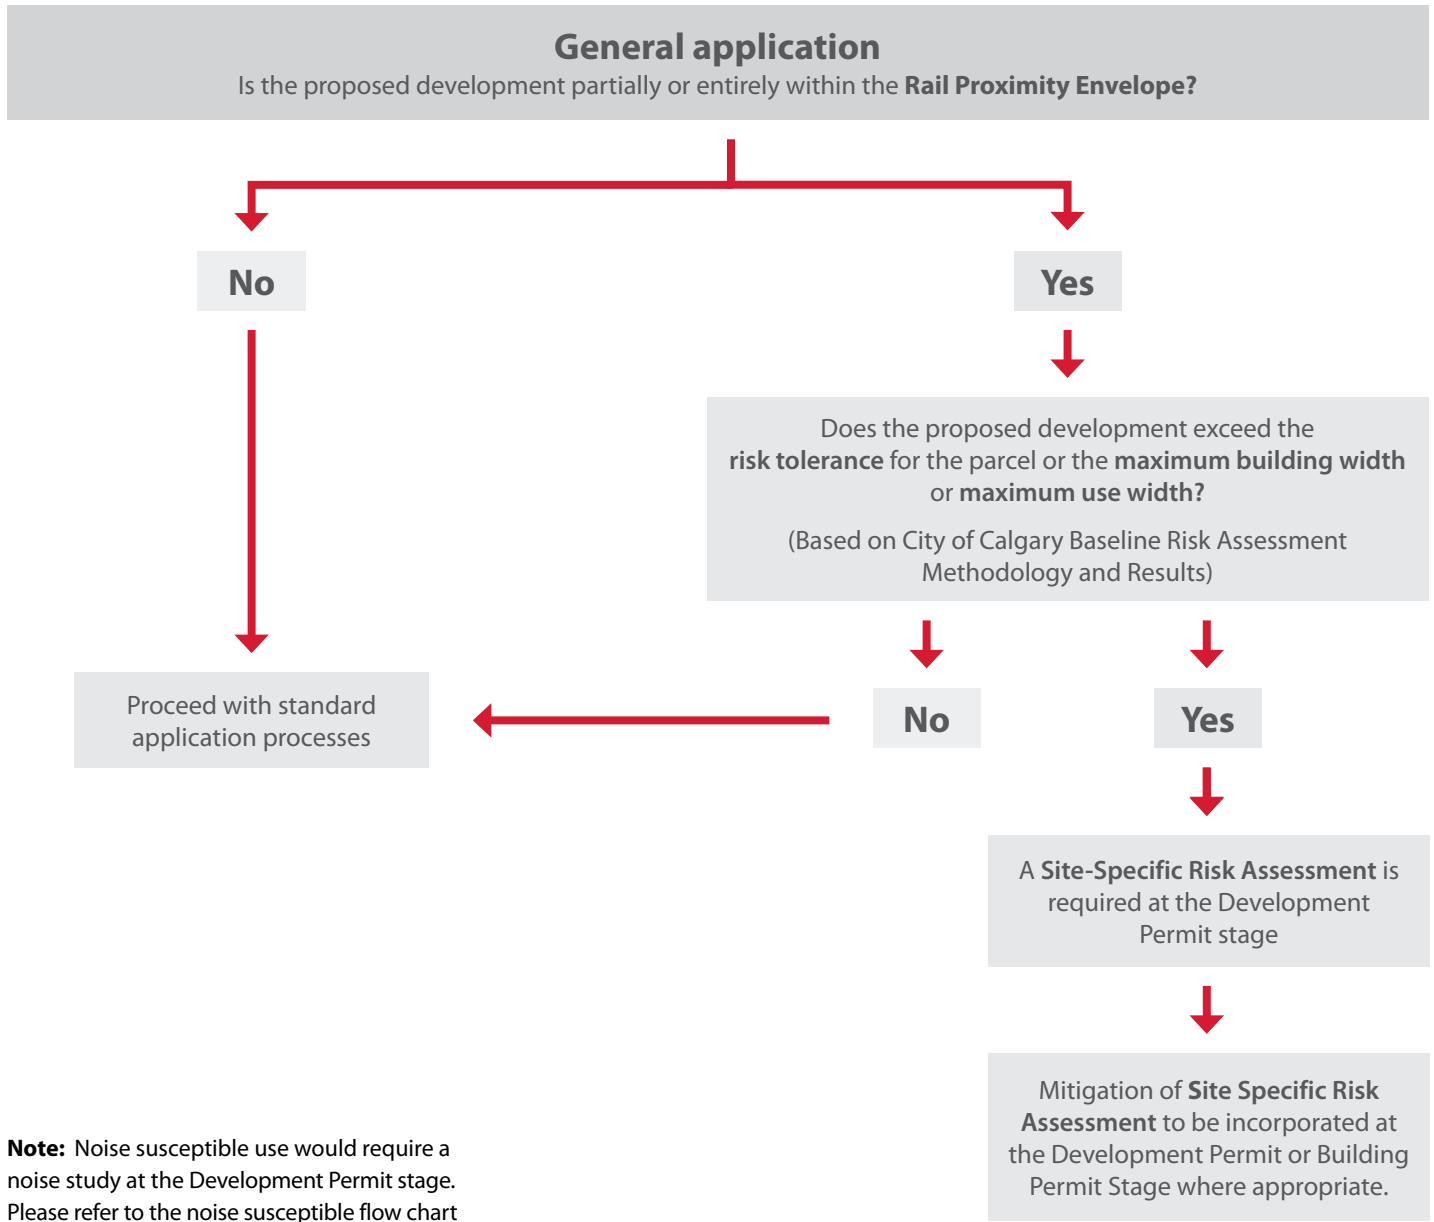 General application
Is the proposed development partially or entirely within the Rail Proximity Envelope?
No
Yes
Does the proposed development exceed the
risk tolerance for the parcel or the maximum building width
or maximum use width?
(Based on City of Calgary Baseline Risk Assessment
Methodology and Results)
Proceed with standard
application processes
No
Yes
A Site-Specific Risk Assessment is
required at the Development
Permit stage
Mitigation of Site Specific Risk
Assessment to be incorporated at
the Development Permit or Building
Permit Stage where appropriate.
Note: Noise susceptible use would require a
noise study at the Development Permit stage.
Please refer to the noise susceptible flow chart